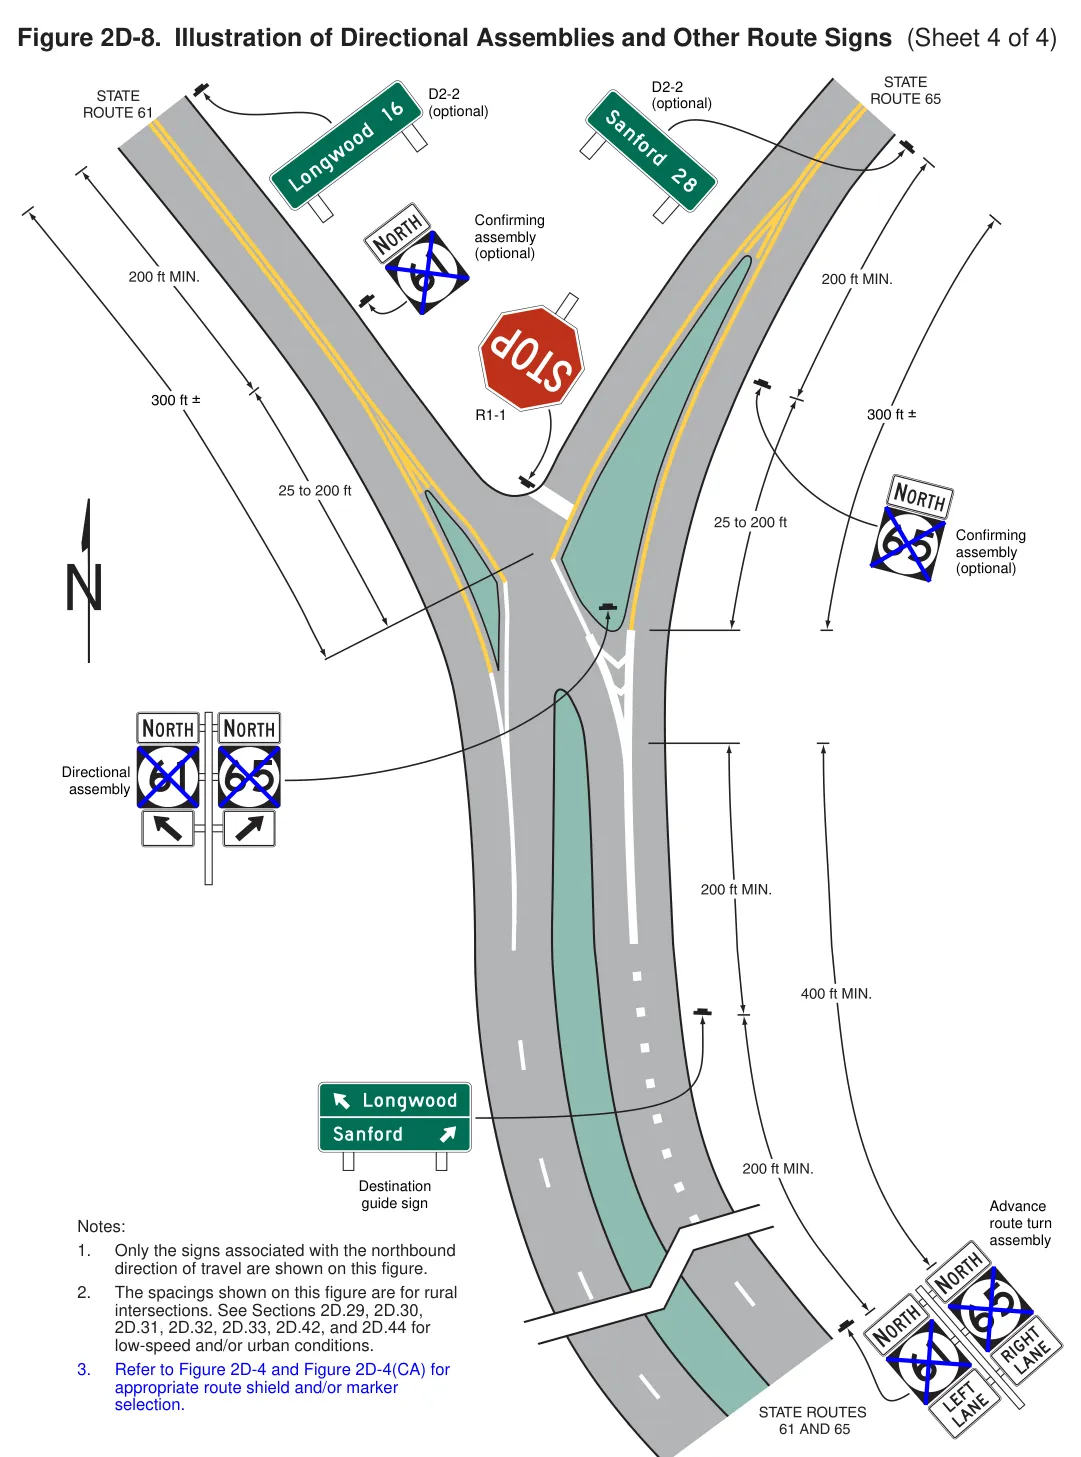 Figure 2D-8. Illustration of Directional Assemblies and Other Route Signs (Sheet 4 of 4)
STATE
ROUTE 61
Longwood 16
D2-2
(optional)
D2-2
(optional)
Sanford 28
STATE
ROUTE 65
NORTH
61
Confirming
assembly
(optional)
200 ft MIN.
200 ft MIN.
STOP
R1-1
300 ft ±
300 ft ±
25 to 200 ft
25 to 200 ft
NORTH
65
Confirming
assembly
(optional)
N
NORTH
NORTH
61
65
Directional
assembly
200 ft MIN.
400 ft MIN.
Longwood
Sanford
Destination
guide sign
200 ft MIN.
Advance
route turn
assembly
NORTH
65
RIGHT
LANE
NORTH
61
LEFT
LANE
STATE ROUTES
61 AND 65
Notes:
1. Only the signs associated with the northbound
direction of travel are shown on this figure.
2. The spacings shown on this figure are for rural
intersections. See Sections 2D.29, 2D.30,
2D.31, 2D.32, 2D.33, 2D.42, and 2D.44 for
low-speed and/or urban conditions.
3. Refer to Figure 2D-4 and Figure 2D-4(CA) for
appropriate route shield and/or marker
selection.